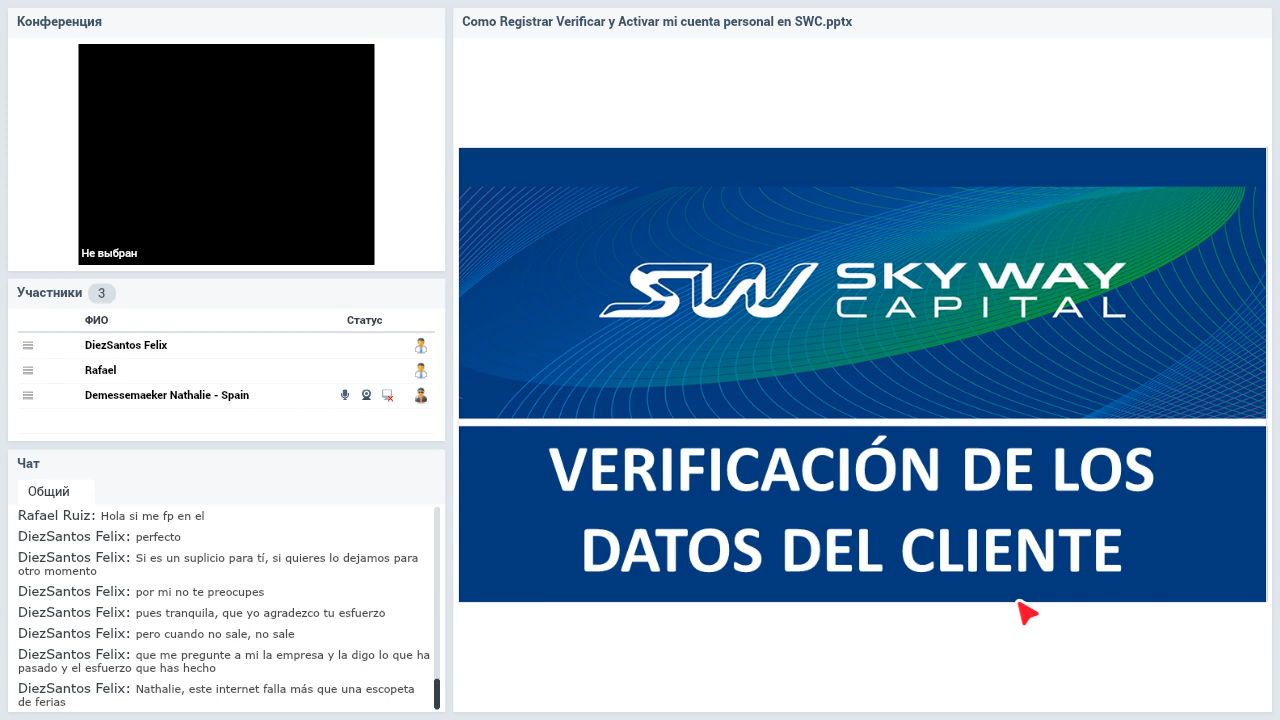 Конференция
Не выбран
Участники 3
ФИО Статус
DiezSantos Felix
Rafael
Demessemaeker Nathalie - Spain
Чат
Общий
Rafael Ruiz: Hola si me fp en el
DiezSantos Felix: perfecto
DiezSantos Felix: Si es un suplicio para tí, si quieres lo dejamos para
otro momento
DiezSantos Felix: por mi no te preocupes
DiezSantos Felix: pues tranquila, que yo agradezco tu esfuerzo
DiezSantos Felix: pero cuando no sale, no sale
DiezSantos Felix: que me pregunte a mi la empresa y la digo lo que ha
pasado y el esfuerzo que has hecho
DiezSantos Felix: Nathalie, este internet falla más que una escopeta
de ferias
Como Registrar Verificar y Activar mi cuenta personal en SWC.pptx
SW SKY WAY
CAPITAL
VERIFICACIÓN DE LOS
DATOS DEL CLIENTE